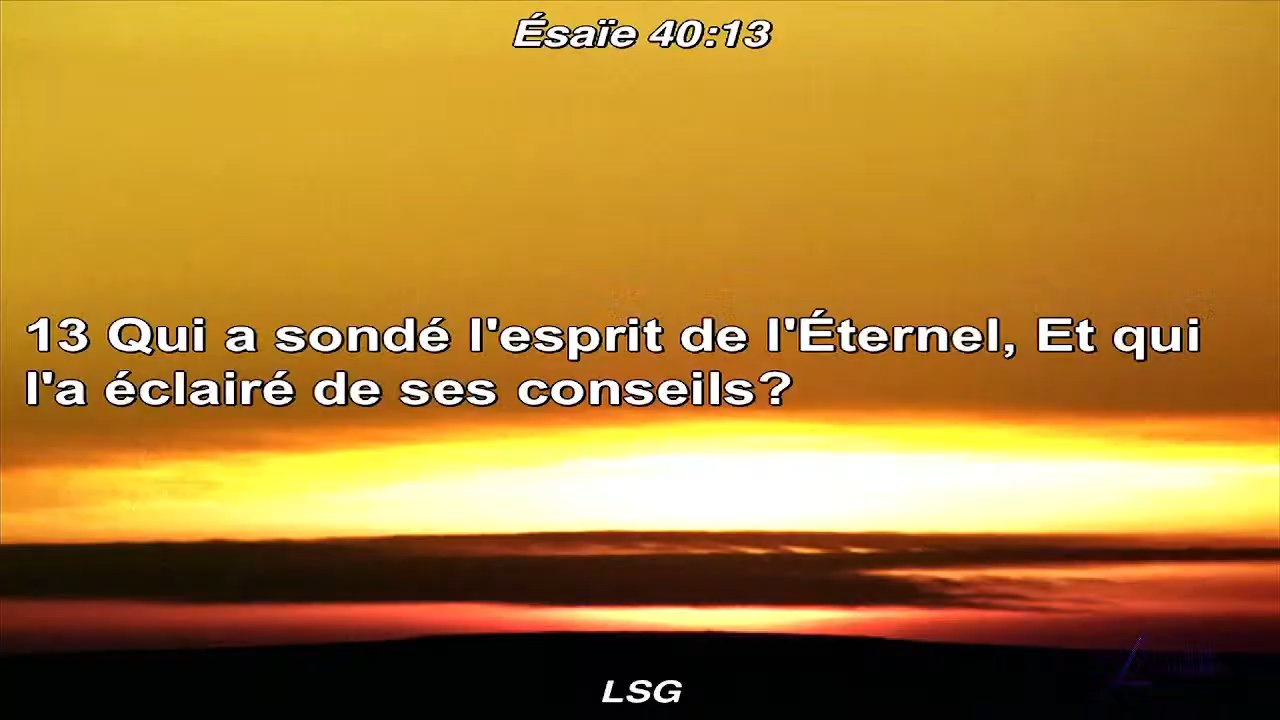 Ésaïe 40:13
13 Qui a sondé l'esprit de l'Éternel, Et qui
l'a éclairé de ses conseils?
LSG